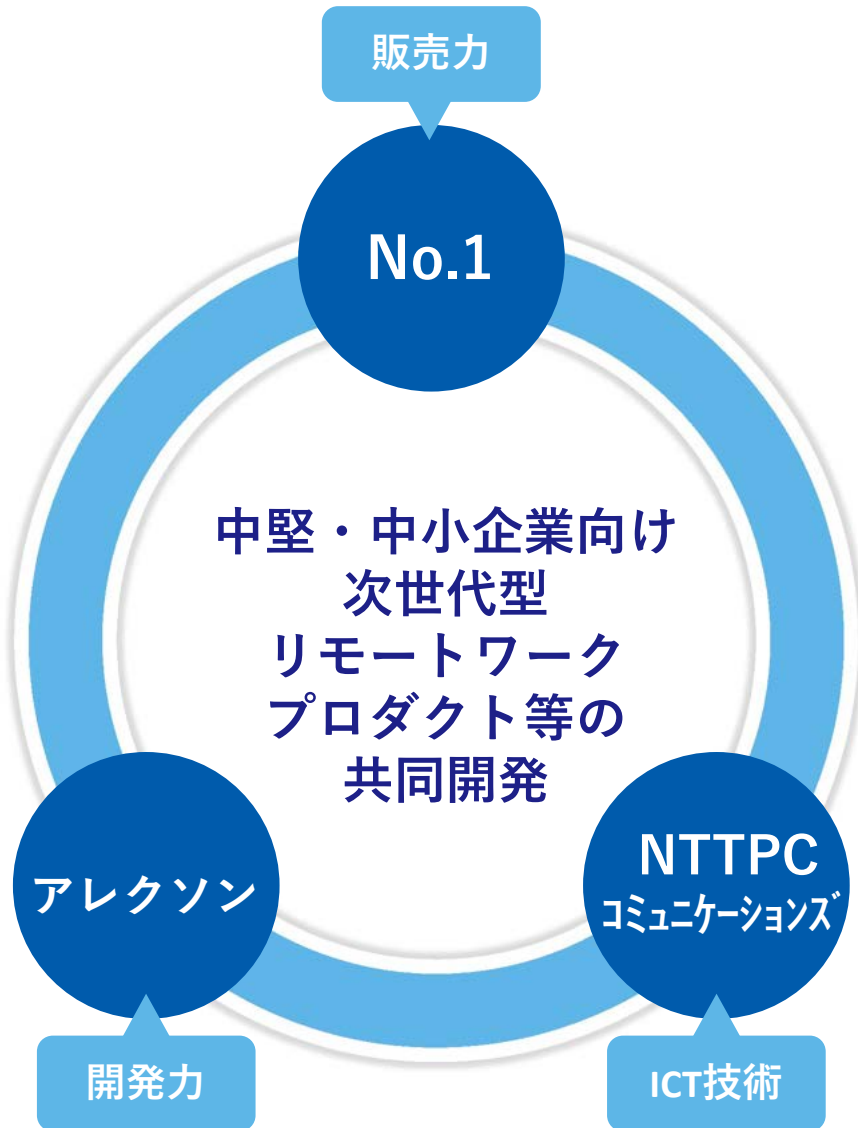 販売力
No.1
中堅・中小企業向け
次世代型
リモートワーク
プロダクト等の
共同開発
アレクソン
NTTPC
コミュニケーションズ
開発力
ICT技術